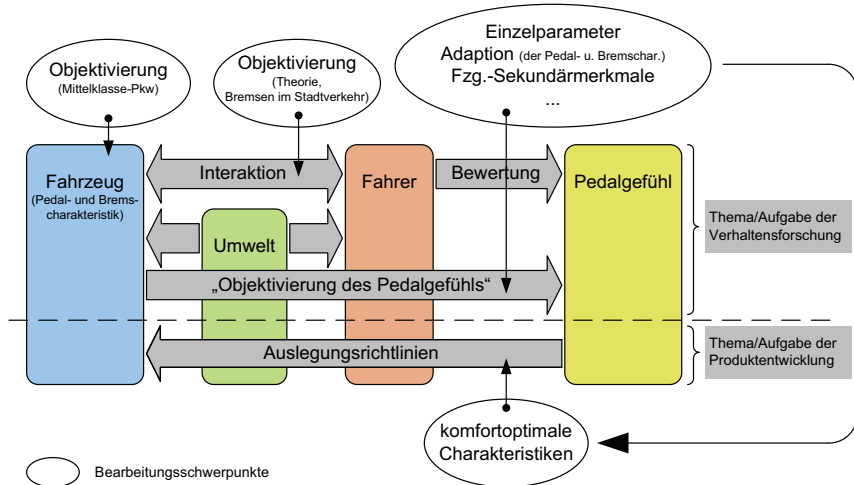 Einzelparameter
Adaption (der Pedal- u. Bremschar.)
Fzg.-Sekundärmerkmale
...
Objektivierung
(Mittelklasse-Pkw)
Objektivierung
(Theorie,
Bremsen im Stadtverkehr)
Fahrzeug
(Pedal- und Brems-
charakteristik)
Interaktion
Fahrer
Bewertung
Pedalgefühl
Umwelt
„Objektivierung des Pedalgefühls“
Thema/Aufgabe der
Verhaltensforschung
Auslegungsrichtlinien
Thema/Aufgabe der
Produktentwicklung
komfortoptimale
Charakteristiken
Bearbeitungsschwerpunkte